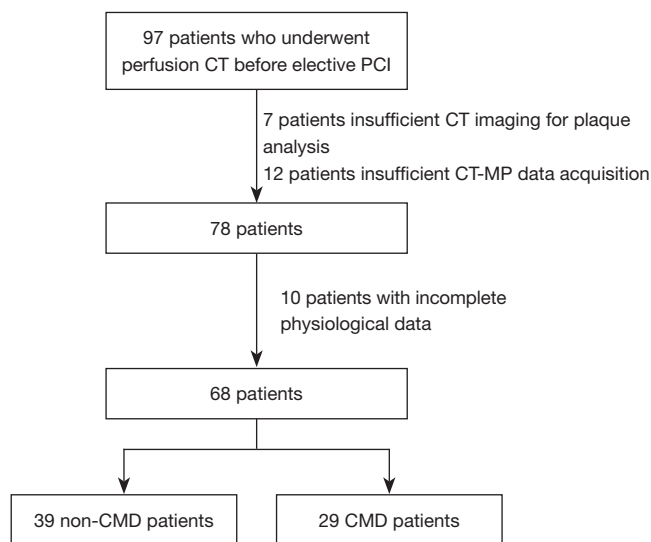 97 patients who underwent
perfusion CT before elective PCI
7 patients insufficient CT imaging for plaque
analysis
12 patients insufficient CT-MP data acquisition
78 patients
10 patients with incomplete
physiological data
68 patients
39 non-CMD patients
29 CMD patients